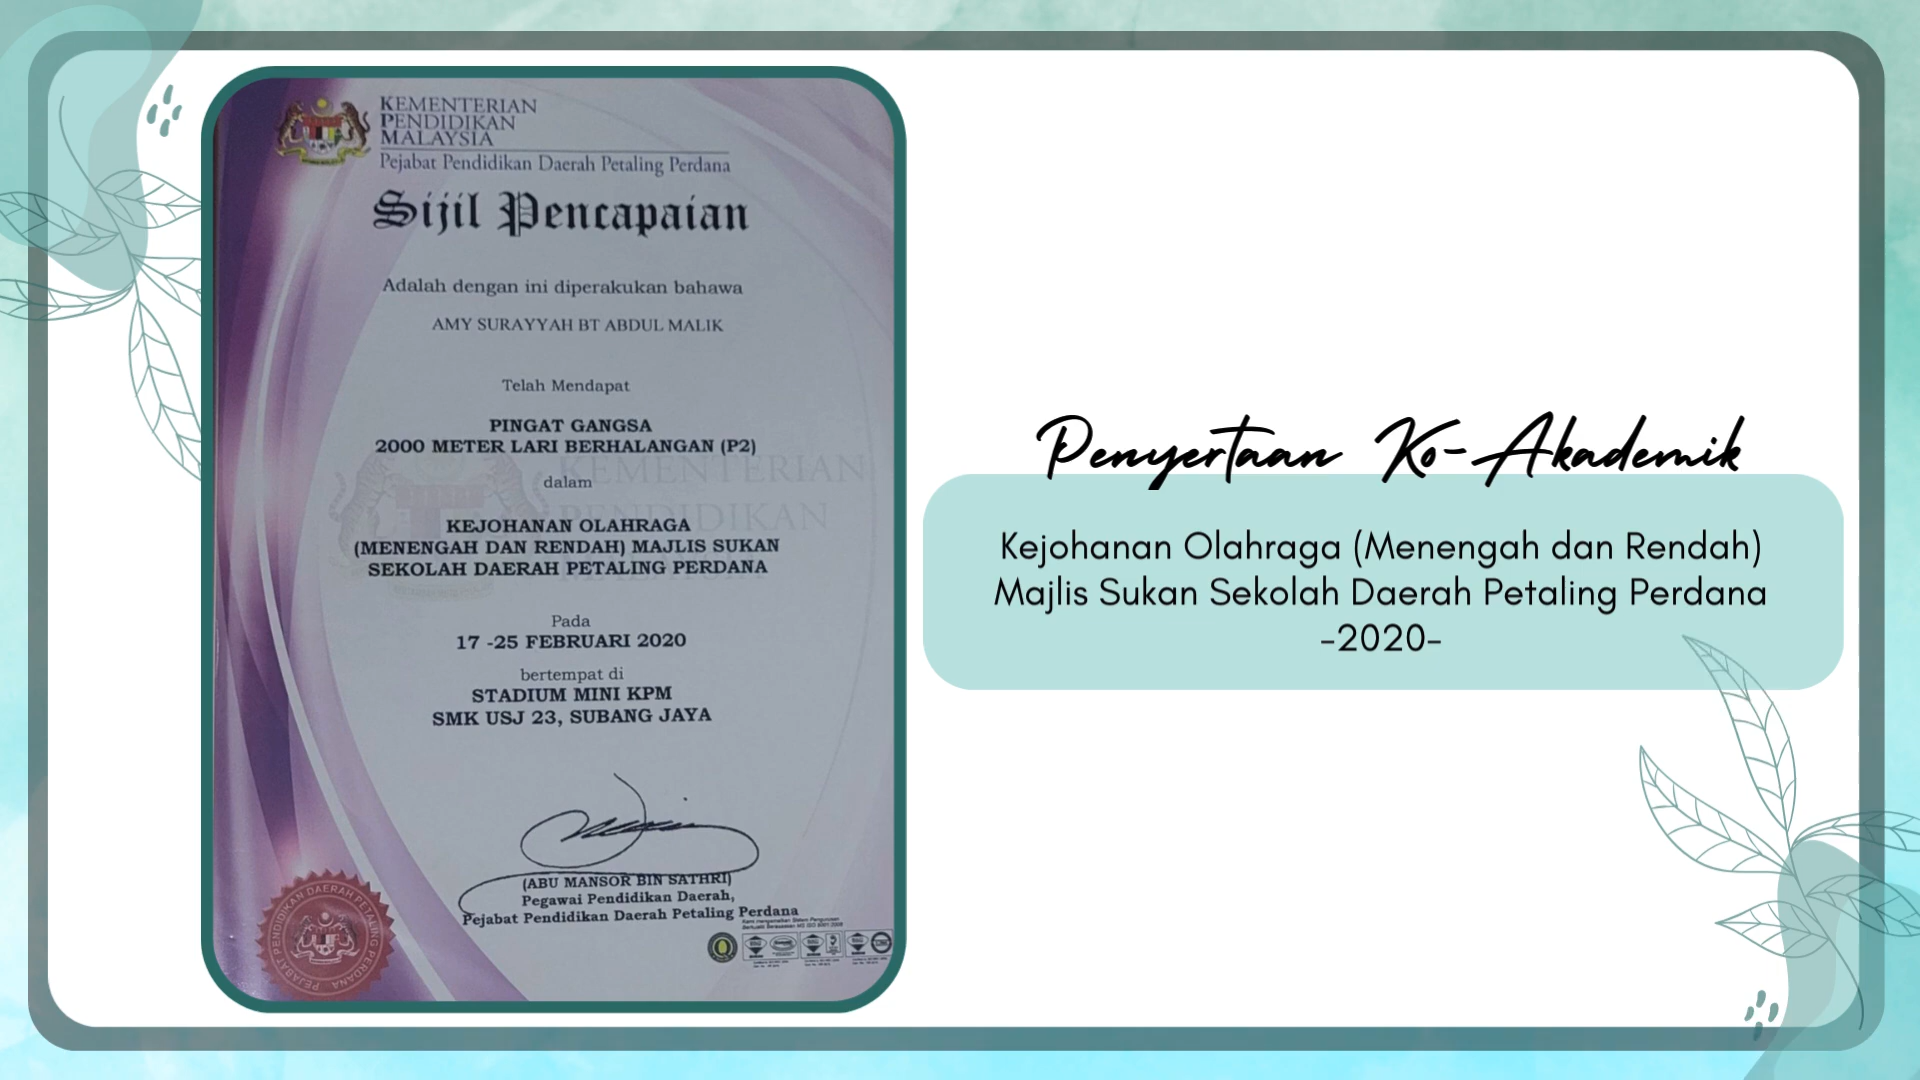 KEMENTERIAN
PENDIDIKAN
MALAYSIA
Pejabat Pendidikan Daerah Petaling Perdana
Sijil Pencapaian
Adalah dengan ini diperakukan bahawa
AMY SURAYYAH BT ABDUL MALIK
Telah Mendapat
PINGAT GANGSA
2000 METER LARI BERHALANGAN (P2)
dalam
KEMENTERIAN
PENDIDIKAN
KEJOHANAN OLAHRAGA
(MENENGAH DAN RENDAH) MAJLIS SUKAN
SEKOLAH DAERAH PETALING PERDANA
Pada
17 -25 FEBRUARI 2020
bertempat di
STADIUM MINI KPM
SMK USJ 23, SUBANG JAYA
(ABU MANSOR BIN SATHRI)
Pegawai Pendidikan Daerah,
Pejabat Pendidikan Daerah Petaling Perdana
PEJABAT PENDIDIKAN DAERAH PETALING PERDANA
Penyertaan Ko-Akademik
Kejohanan Olahraga (Menengah dan Rendah)
Majlis Sukan Sekolah Daerah Petaling Perdana
-2020-